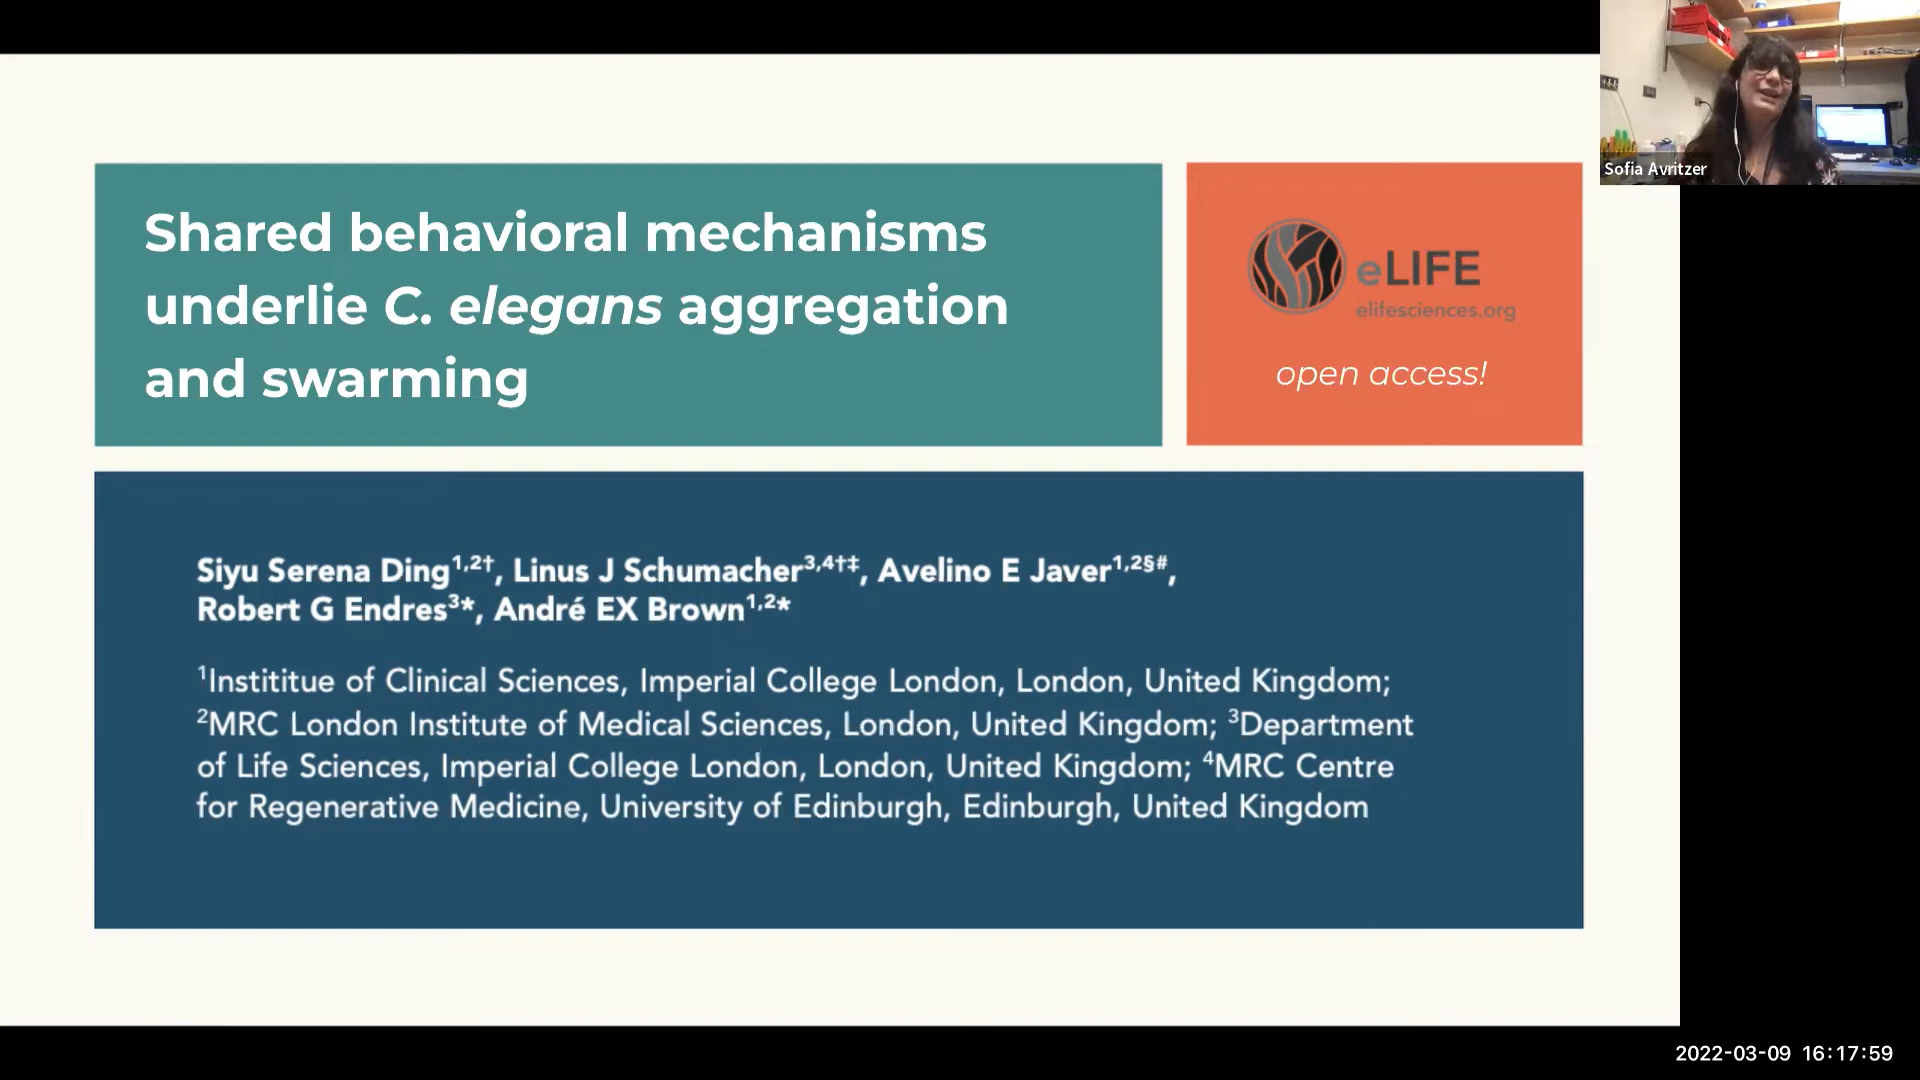 Shared behavioral mechanisms
underlie C. elegans aggregation
and swarming
eLIFE
elifesciences.org
open access!
Sofia Avritzer
Siyu Serena Ding1,2†, Linus J Schumacher3,4†‡, Avelino E Javer1,2§#,
Robert G Endres3*, André EX Brown1,2*
1Instititue of Clinical Sciences, Imperial College London, London, United Kingdom;
2MRC London Institute of Medical Sciences, London, United Kingdom; 3Department
of Life Sciences, Imperial College London, London, United Kingdom; 4MRC Centre
for Regenerative Medicine, University of Edinburgh, Edinburgh, United Kingdom
2022-03-09 16:17:59